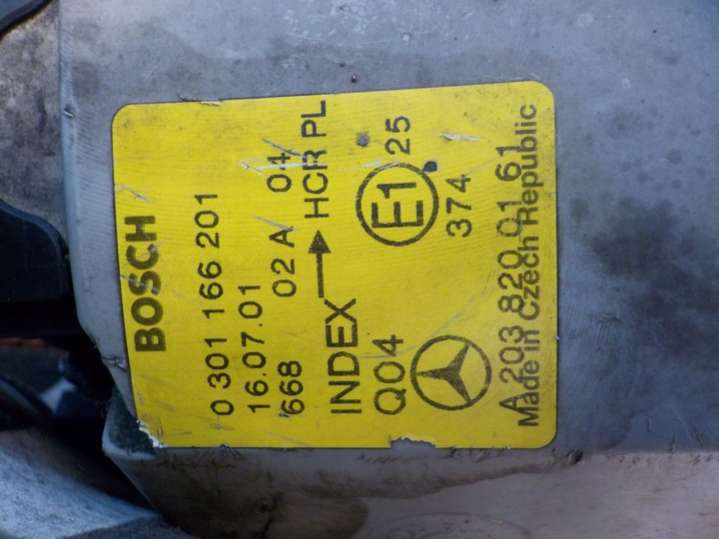 BOSCH
0 301 166 201
16.07.01
668 02 A 04
INDEX → HCR PL
Q04 E1 25
374
A 203 820 01 61
Made in Czech Republic